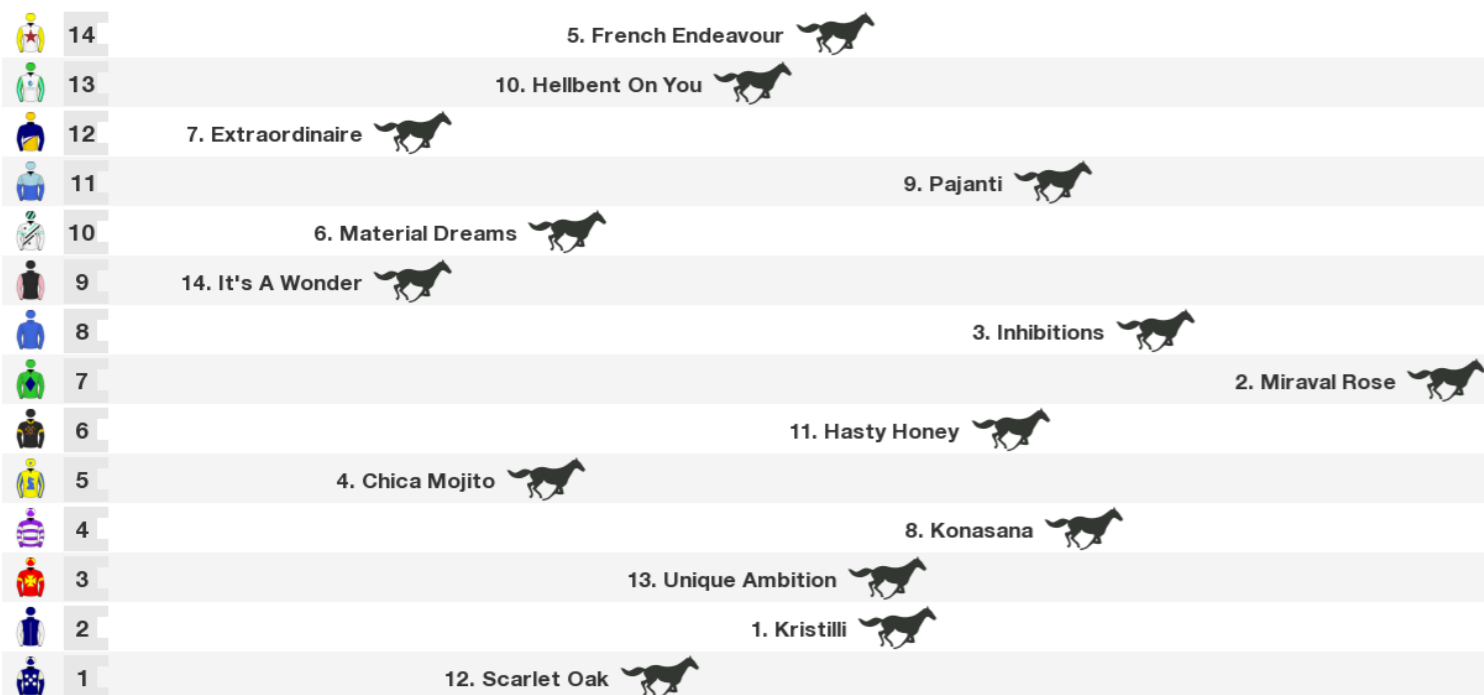 14 5. French Endeavour
13 10. Hellbent On You
12 7. Extraordinaire
11 9. Pajanti
10 6. Material Dreams
9 14. It's A Wonder
8 3. Inhibitions
7 2. Miraval Rose
6 11. Hasty Honey
5 4. Chica Mojito
4 8. Konasana
3 13. Unique Ambition
2 1. Kristilli
1 12. Scarlet Oak